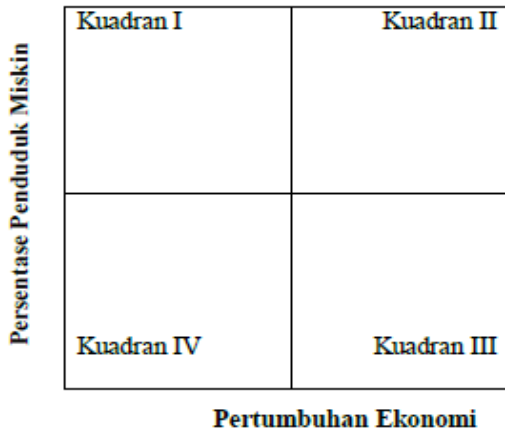 Persentase Penduduk Miskin
Kuadran I
Kuadran II
Kuadran IV
Kuadran III
Pertumbuhan Ekonomi